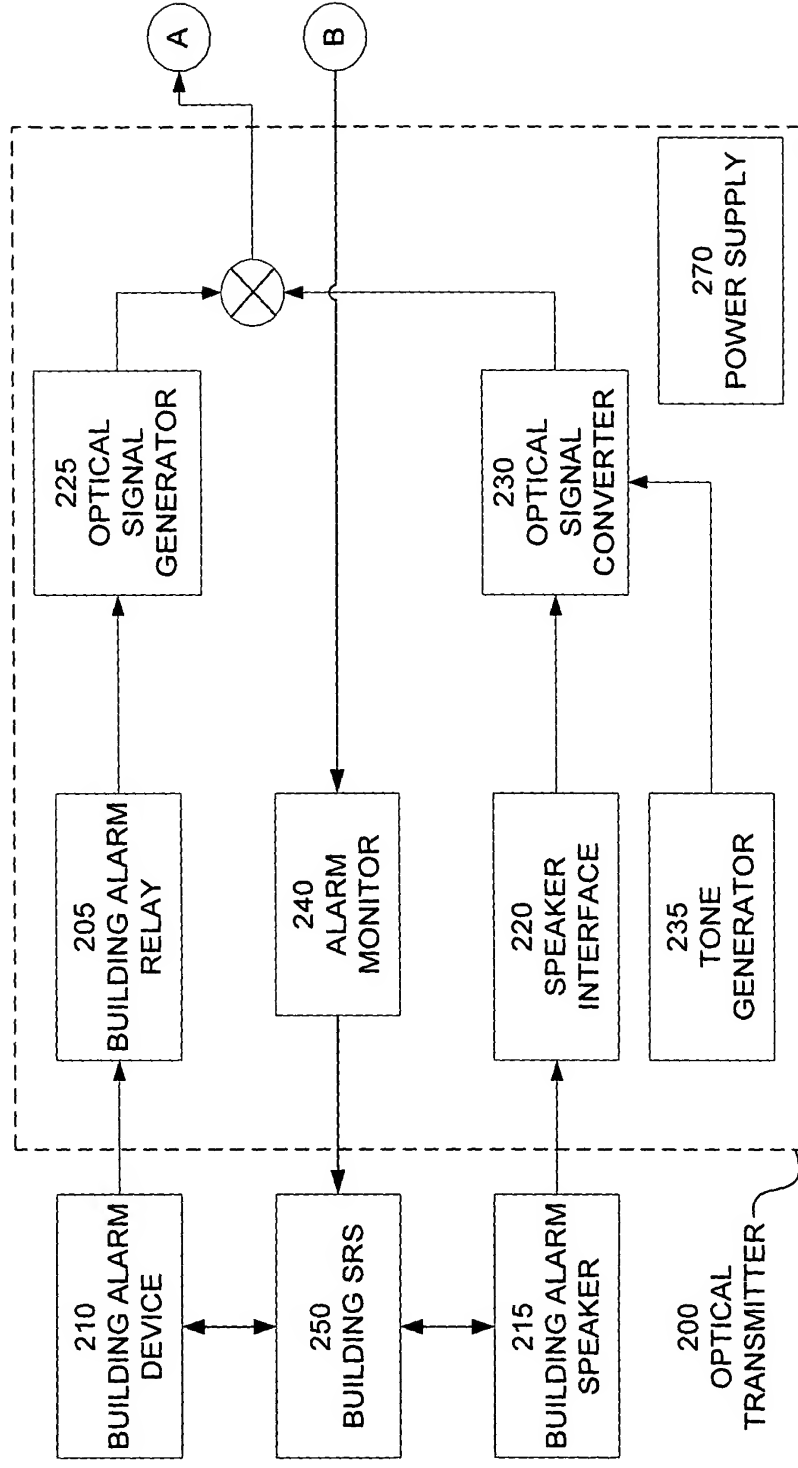 210
BUILDING ALARM
DEVICE
205
BUILDING ALARM
RELAY
225
OPTICAL
SIGNAL
GENERATOR
A
250
BUILDING SRS
240
ALARM
MONITOR
B
215
BUILDING ALARM
SPEAKER
220
SPEAKER
INTERFACE
230
OPTICAL
SIGNAL
CONVERTER
235
TONE
GENERATOR
270
POWER SUPPLY
200
OPTICAL
TRANSMITTER